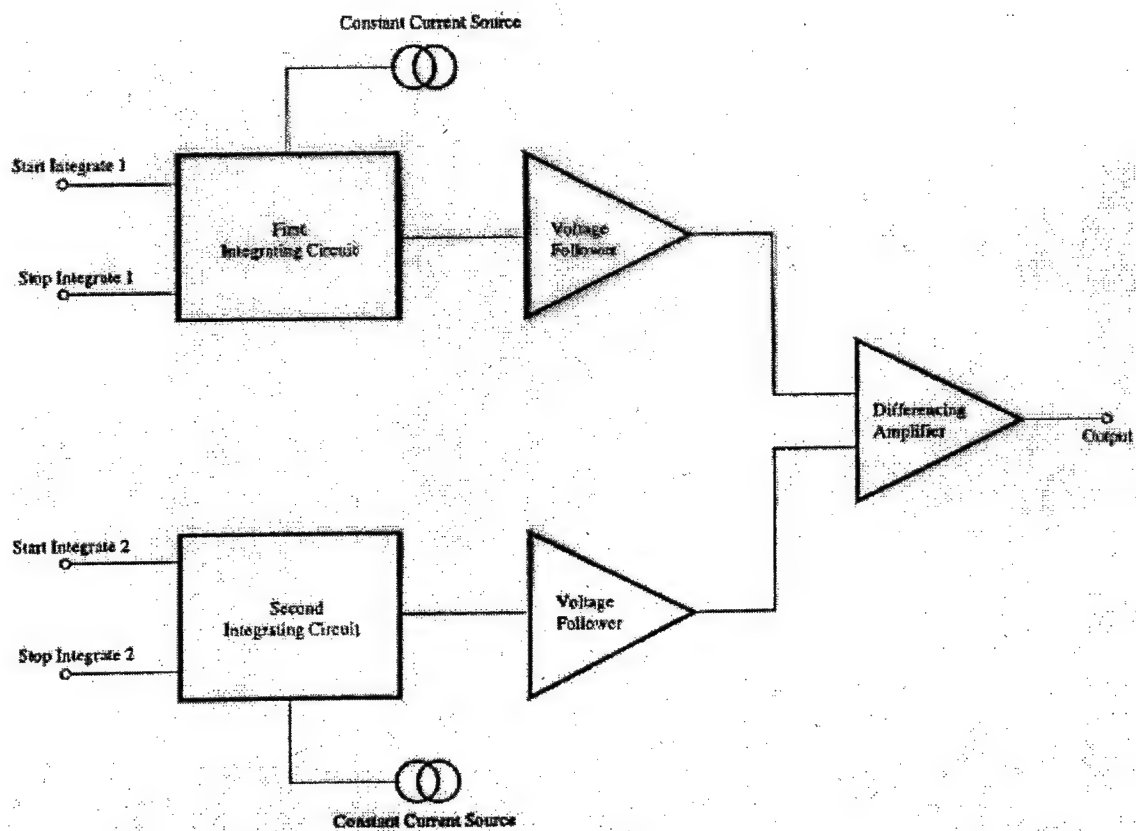 Constant Current Source
Start Integrate 1
First
Integrating Circuit
Stop Integrate 1
Voltage
Follower
Differencing
Amplifier
Output
Start Integrate 2
Second
Integrating Circuit
Stop Integrate 2
Voltage
Follower
Constant Current Source